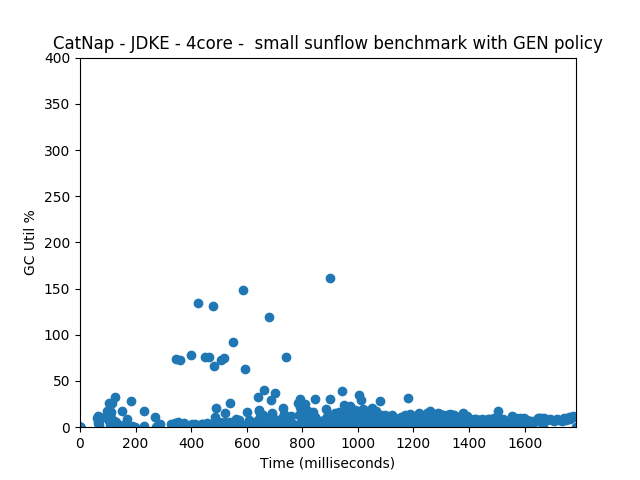 CatNap - JDKE - 4core -  small sunflow benchmark with GEN policy
400
350
300
250
200
150
100
50
0
GC Util %
0 200 400 600 800 1000 1200 1400 1600
Time (milliseconds)